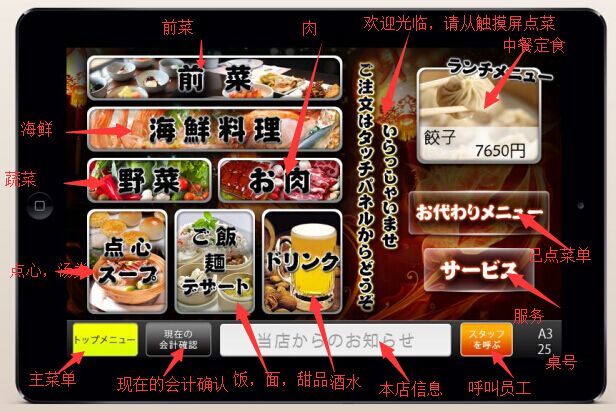 前菜
肉
欢迎光临，请从触摸屏点菜
中餐定食
前菜
ランチメニュー
海鮮料理
海鲜
餃子
7650円
野菜
お肉
蔬菜
いらっしゃいませ
ご注文はタッチパネルからどうぞ
お代わりメニュー
已点菜单
点心
スープ
点心，汤
ご飯
麺
デザート
ドリンク
サービス
服务
トップメニュー
現在の
会計確認
当店からのお知らせ
スタッフ
を呼ぶ
A3
25
桌号
主菜单
现在的会计确认
饭，面，甜品
酒水
本店信息
呼叫员工